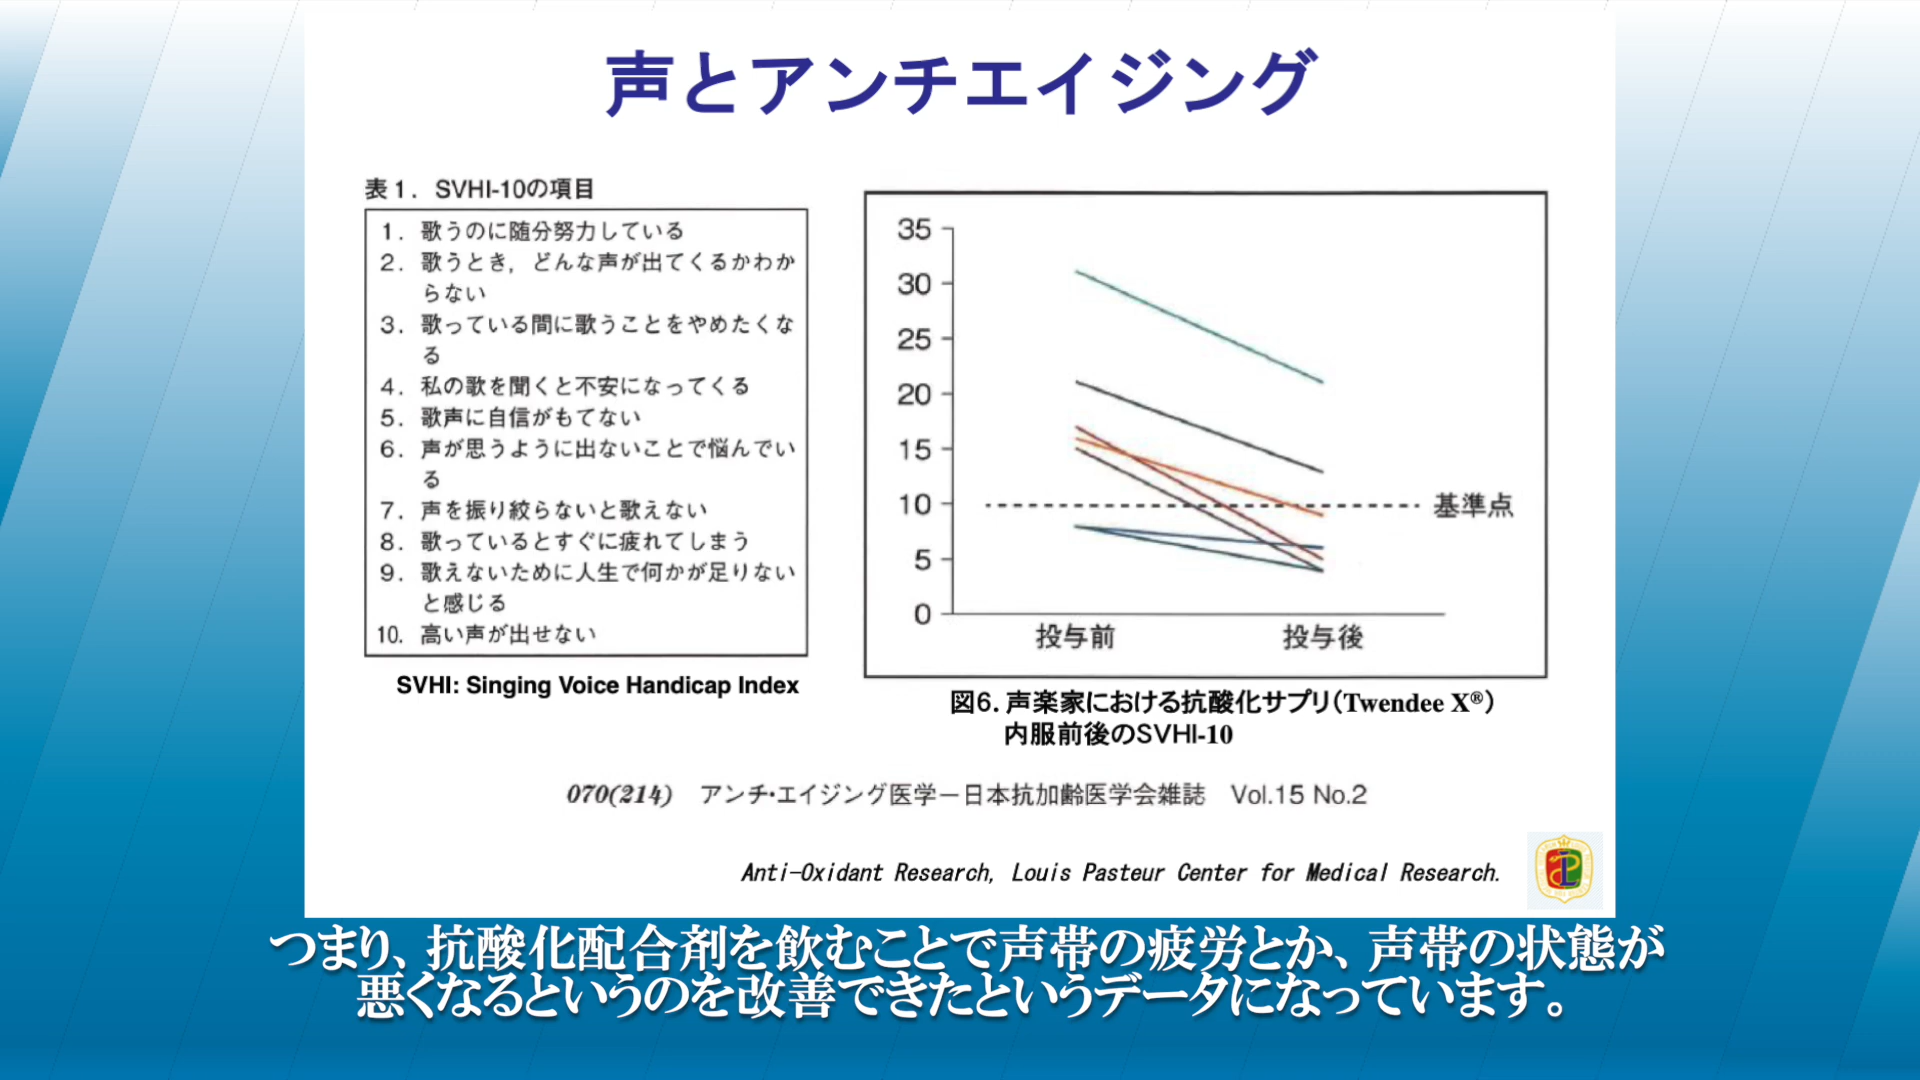 声とアンチエイジング
表1. SVHI-10の項目
1. 歌うのに随分努力している
2. 歌うとき，どんな声が出てくるかわか
らない
3. 歌っている間に歌うことをやめたくな
る
4. 私の歌を聞くと不安になってくる
5. 歌声に自信がもてない
6. 声が思うように出ないことで悩んでい
る
7. 声を振り絞らないと歌えない
8. 歌っているとすぐに疲れてしまう
9. 歌えないために人生で何かが足りない
と感じる
10. 高い声が出せない
SVHI: Singing Voice Handicap Index
35
30
25
20
15
10
5
0
基準点
投与前 投与後
図6. 声楽家における抗酸化サプリ（Twendee X®）
内服前後のSVHI-10
070(214) アンチ・エイジング医学－日本抗加齢医学会雑誌 Vol.15 No.2
Anti-Oxidant Research, Louis Pasteur Center for Medical Research.
つまり、抗酸化配合剤を飲むことで声帯の疲労とか、声帯の状態が
悪くなるというのを改善できたというデータになっています。